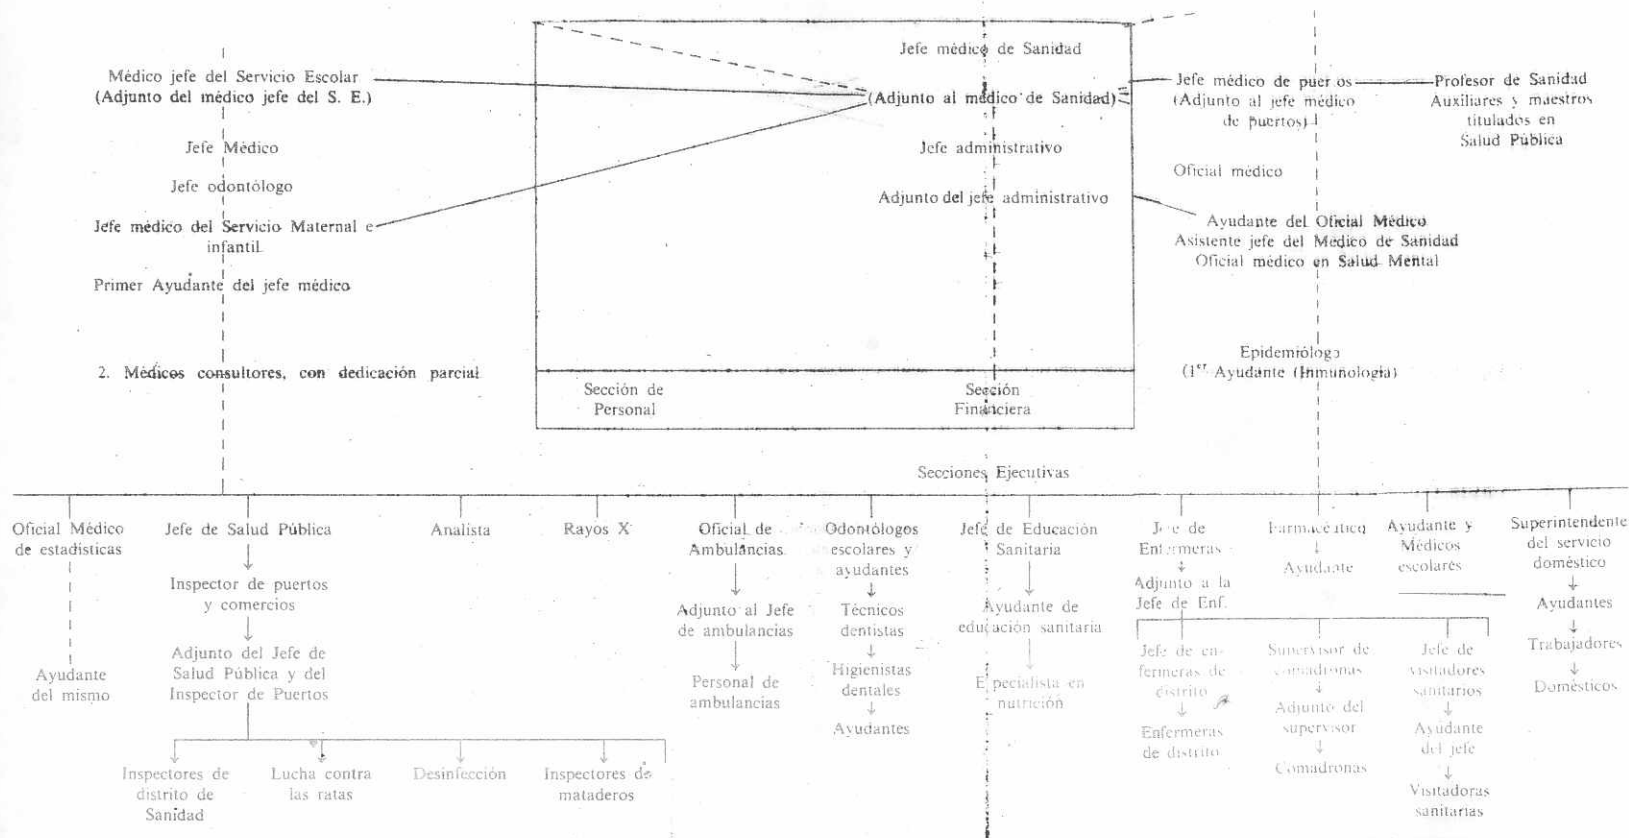 Médico jefe del Servicio Escolar
(Adjunto del médico jefe del S. E.)
Jefe Médico
Jefe odontólogo
Jefe médico del Servicio Maternal e
infantil
Primer Ayudante del jefe médico
2. Médicos consultores, con dedicación parcial
Jefe médico de Sanidad
(Adjunto al médico de Sanidad)
Jefe administrativo
Adjunto del jefe administrativo
Sección de
Personal
Sección
Financiera
Jefe médico de puer os
(Adjunto al jefe médico
de puertos)
Profesor de Sanidad
Auxiliares y maestros
titulados en
Salud Pública
Oficial médico
Ayudante del Oficial Médico
Asistente jefe del Médico de Sanidad
Oficial médico en Salud Mental
Epidemiólogo
(1er Ayudante (Inmunología)
Secciones Ejecutivas
Oficial Médico
de estadísticas
Ayudante
del mismo
Jefe de Salud Pública
Inspector de puertos
y comercios
Adjunto del Jefe de
Salud Pública y del
Inspector de Puertos
Inspectores de
distrito de
Sanidad
Lucha contra
las ratas
Desinfección
Inspectores de
mataderos
Analista
Rayos X
Oficial de
Ambulancias
Adjunto al Jefe
de ambulancias
Personal de
ambulancias
Odontólogos
escolares y
ayudantes
Técnicos
dentistas
Higienistas
dentales
Ayudantes
Jefe de Educación
Sanitaria
Ayudante de
educación sanitaria
E pecialista en
nutrición
Jefe de
Enfermeras
Adjunto a la
Jefe de Enf.
Jefe de en-
fermeras de
distrito
Enfermeras
de distrito
Supervisor de
comadronas
Adjunto del
supervisor
Comadronas
Jefe de
visitadores
sanitarios
Ayudante
del jefe
Visitadoras
sanitarias
Farmacéutico
Ayudante
Ayudante y
Médicos
escolares
Superintendente
del servicio
doméstico
Ayudantes
Trabajadores
Domésticos